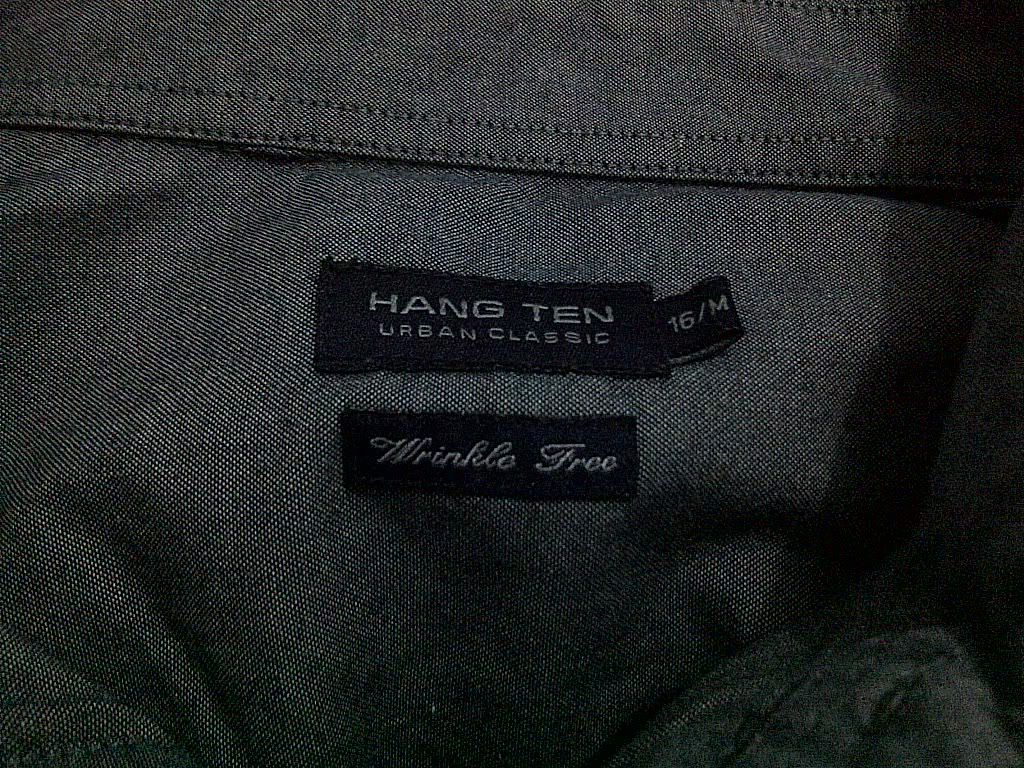 HANG TEN
URBAN CLASSIC
16/M
Wrinkle Free